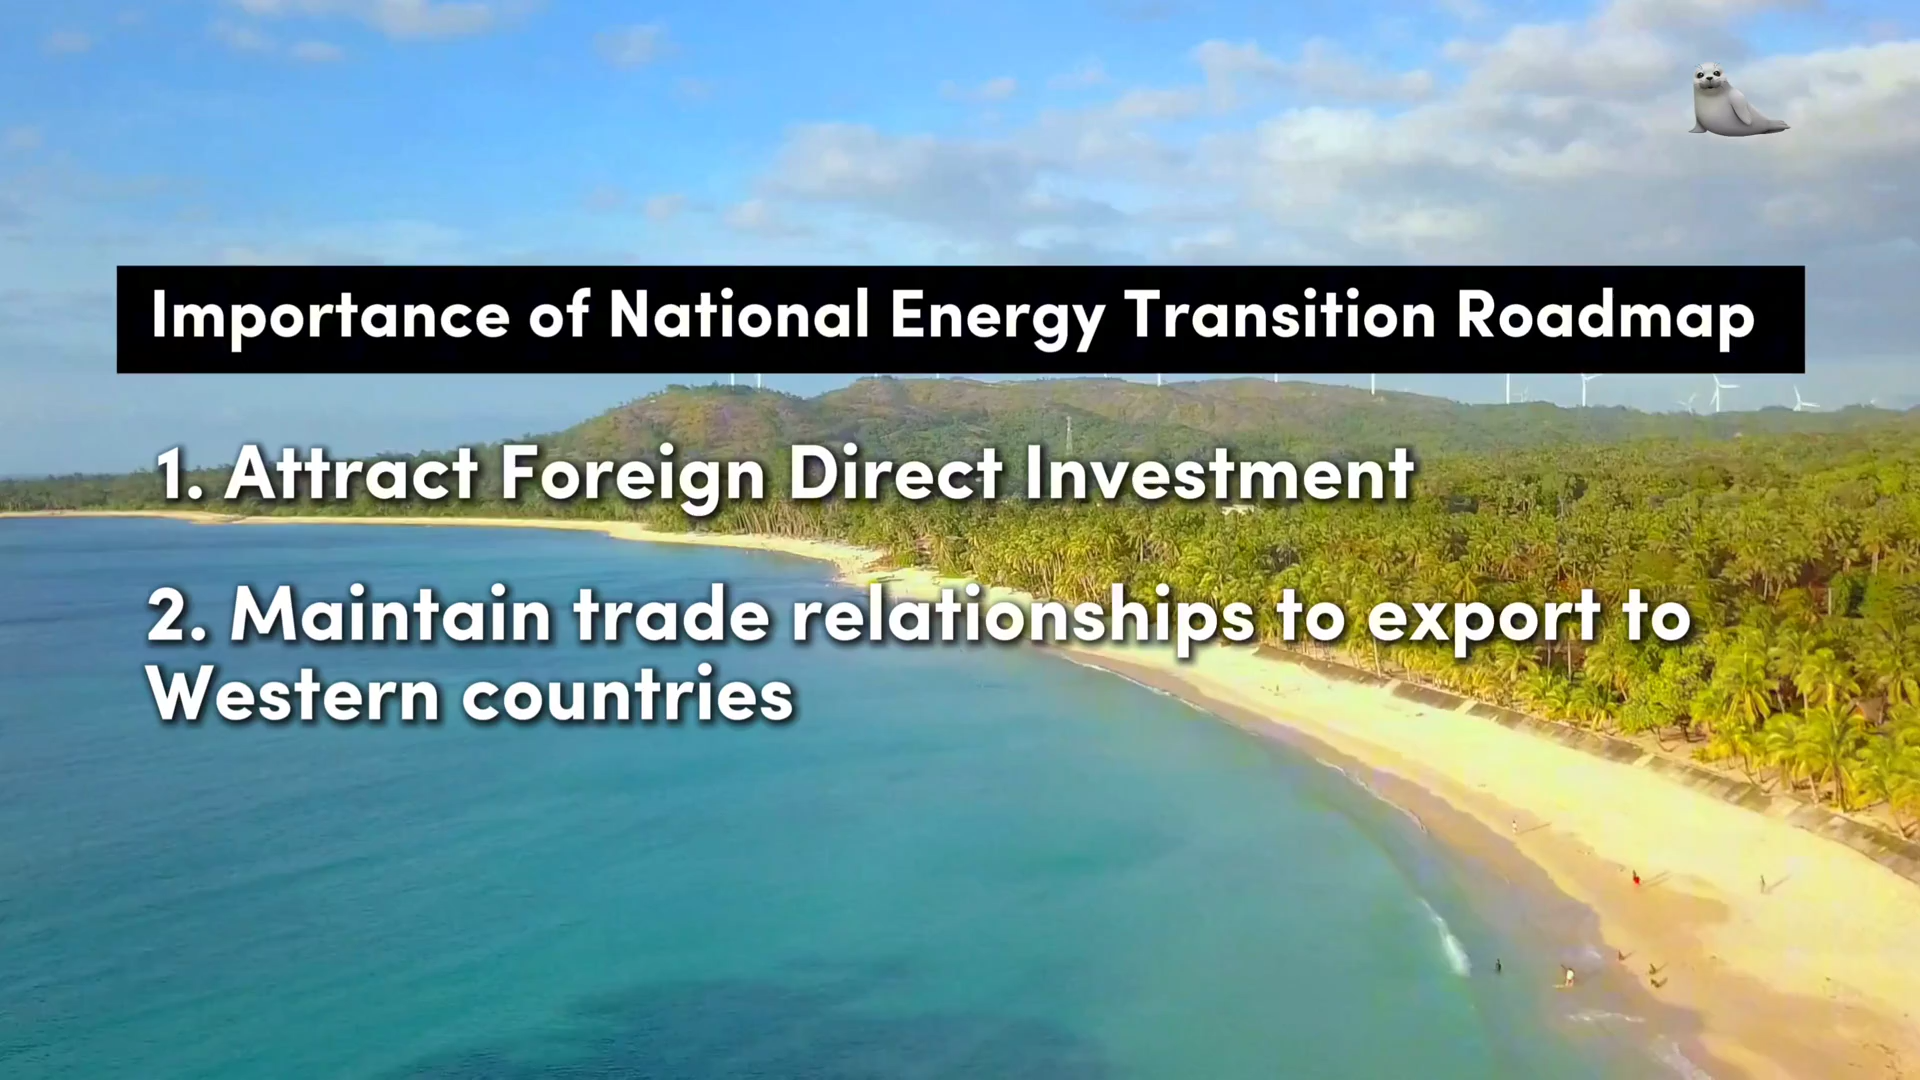 Importance of National Energy Transition Roadmap
1. Attract Foreign Direct Investment
2. Maintain trade relationships to export to
Western countries